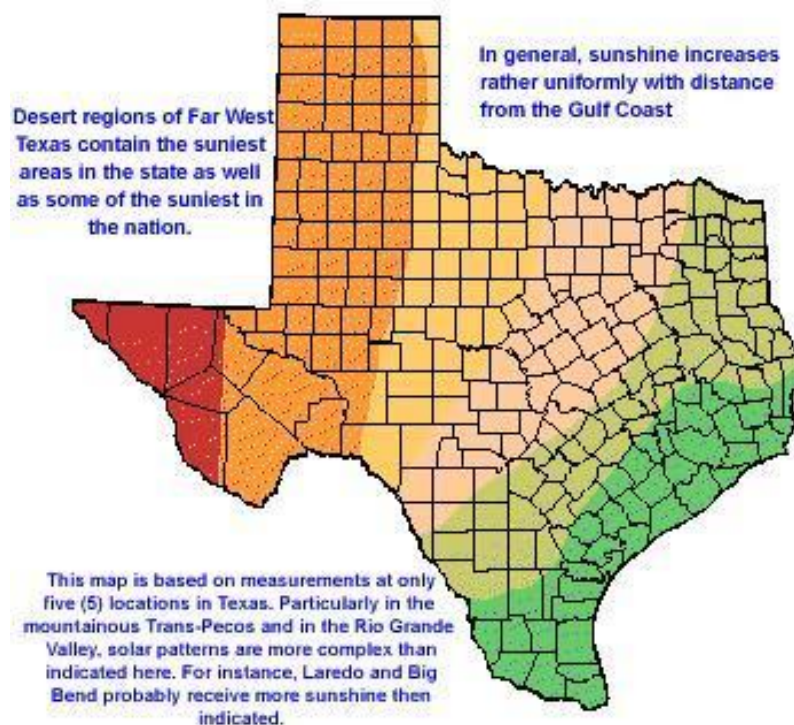 In general, sunshine increases
rather uniformly with distance
from the Gulf Coast
Desert regions of Far West
Texas contain the suniest
areas in the state as well
as some of the suniest in
the nation.
This map is based on measurements at only
five (5) locations in Texas. Particularly in the
mountainous Trans-Pecos and in the Rio Grande
Valley, solar patterns are more complex than
indicated here. For instance, Laredo and Big
Bend probably receive more sunshine then
indicated.